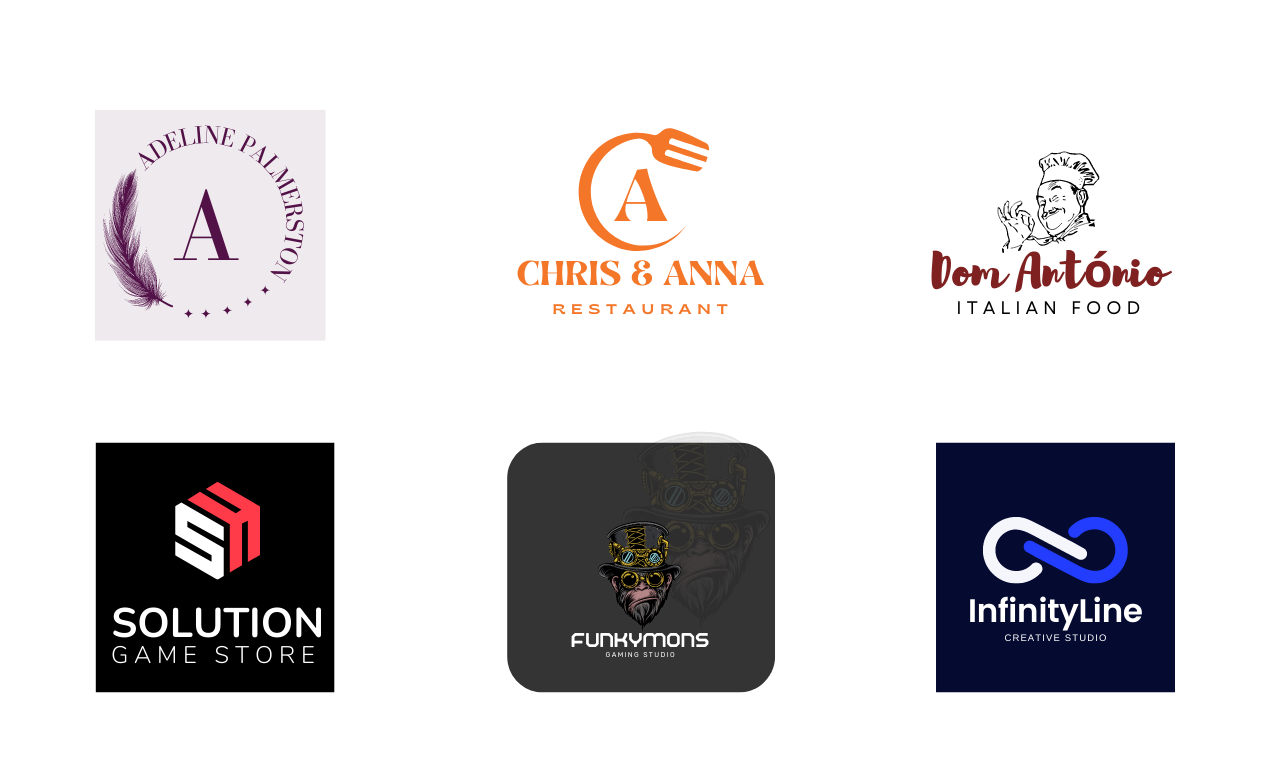 ADELINE PALMERSTON
A
A
CHRIS & ANNA
RESTAURANT
Dom António
ITALIAN FOOD
S
SOLUTION
GAME STORE
FUNKYMONS
GAMING STUDIO
InfinityLine
CREATIVE STUDIO